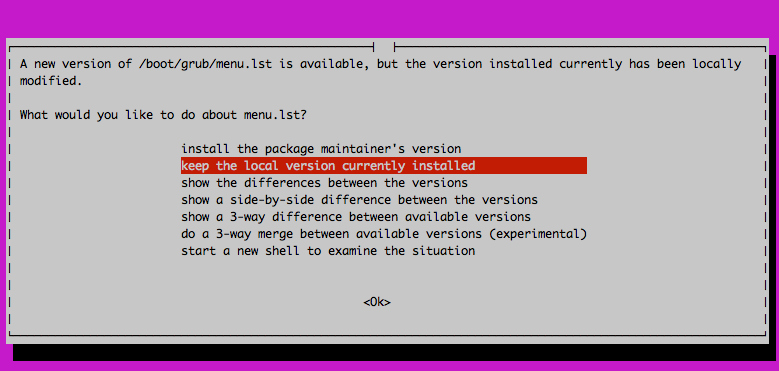 A new version of /boot/grub/menu.lst is available, but the version installed currently has been locally
modified.
What would you like to do about menu.lst?
install the package maintainer's version
keep the local version currently installed
show the differences between the versions
show a side-by-side difference between the versions
show a 3-way difference between available versions
do a 3-way merge between available versions (experimental)
start a new shell to examine the situation
<Ok>